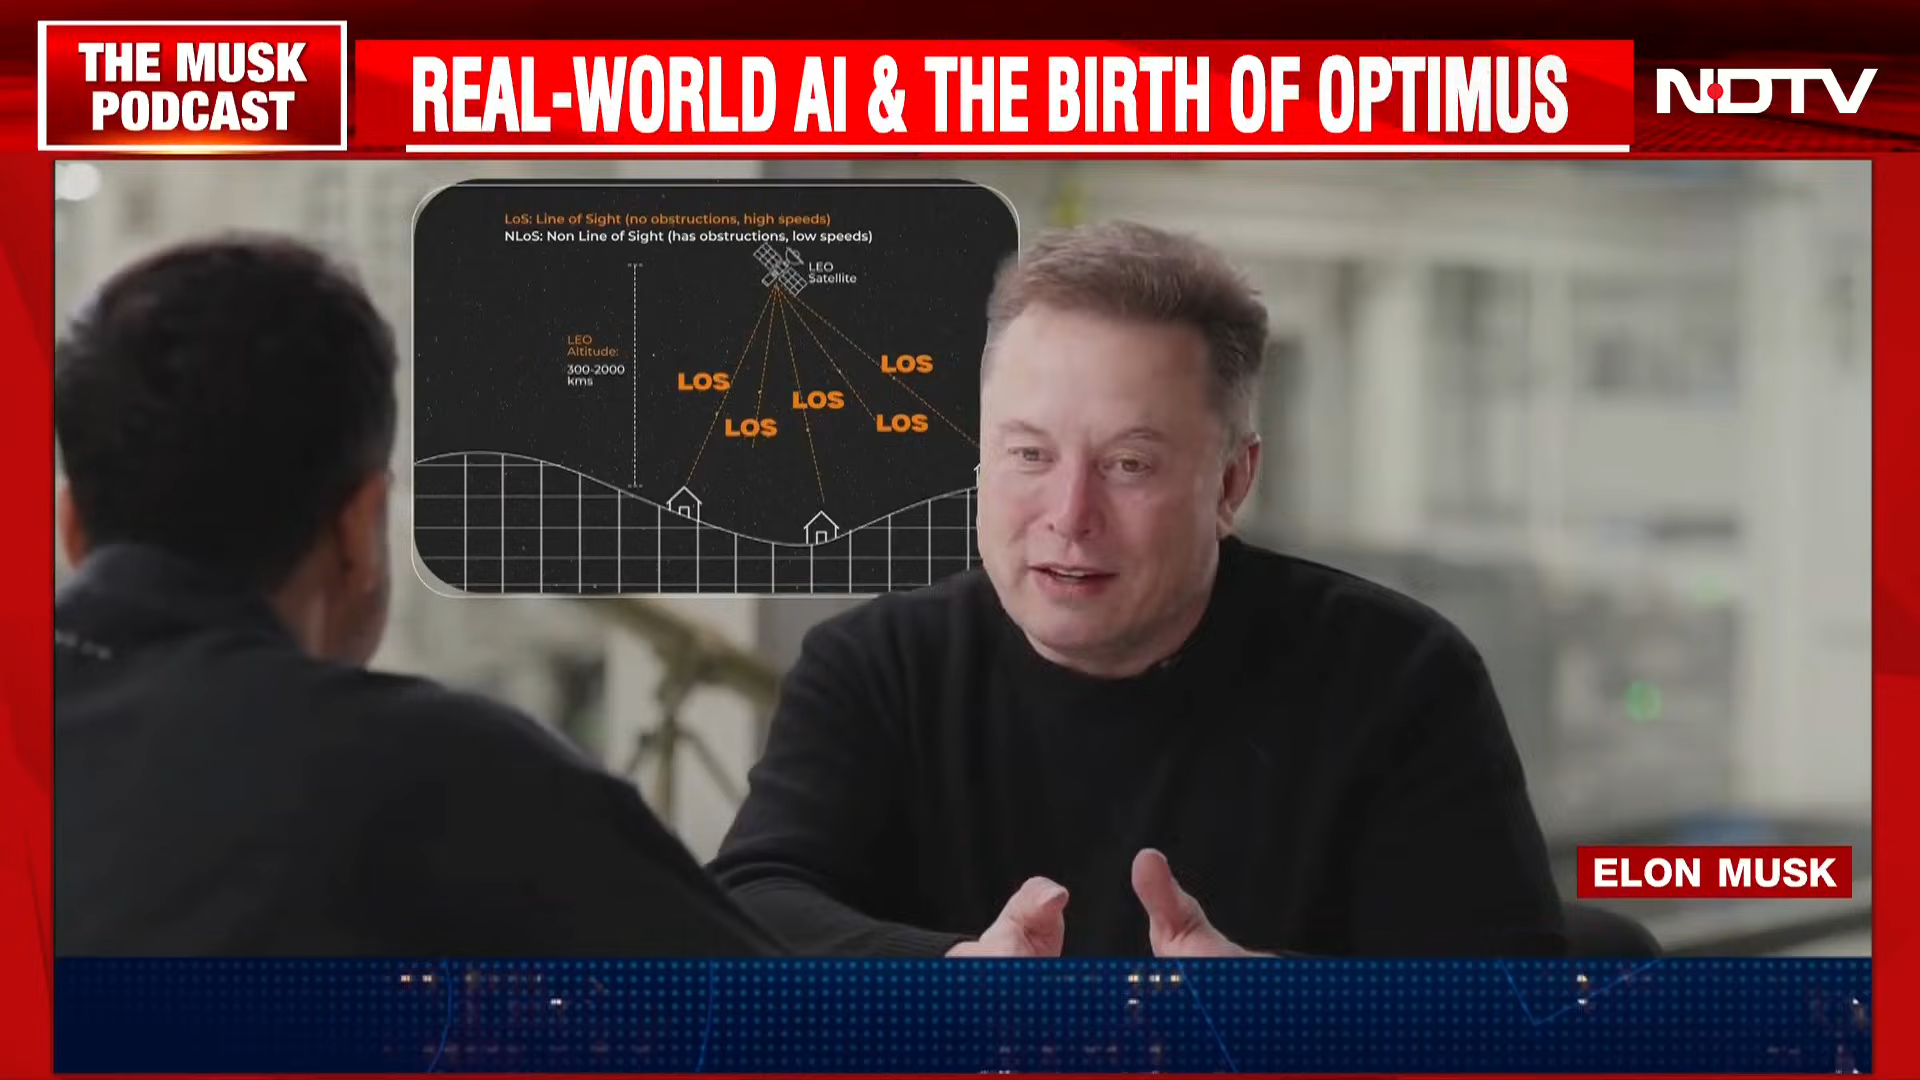 THE MUSK
PODCAST
REAL-WORLD AI & THE BIRTH OF OPTIMUS
NDTV
LoS: Line of Sight (no obstructions, high speeds)
NLoS: Non Line of Sight (has obstructions, low speeds)
LEO
Satellite
LEO
Altitude:
300-2000
kms
LOS
LOS
LOS
LOS
LOS
ELON MUSK